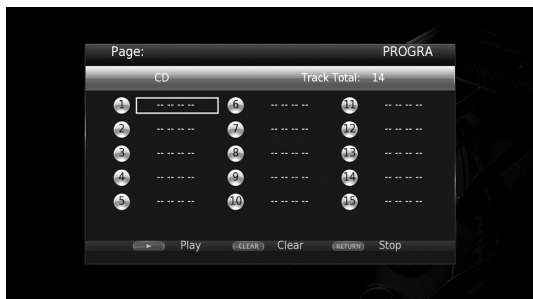 Page: PROGRA
CD Track Total: 14
1 -- -- -- -- 6 -- -- -- -- 11 -- -- -- --
2 -- -- -- -- 7 -- -- -- -- 12 -- -- -- --
3 -- -- -- -- 8 -- -- -- -- 13 -- -- -- --
4 -- -- -- -- 9 -- -- -- -- 14 -- -- -- --
5 -- -- -- -- 10 -- -- -- -- 15 -- -- -- --
Play CLEAR Clear RETURN Stop